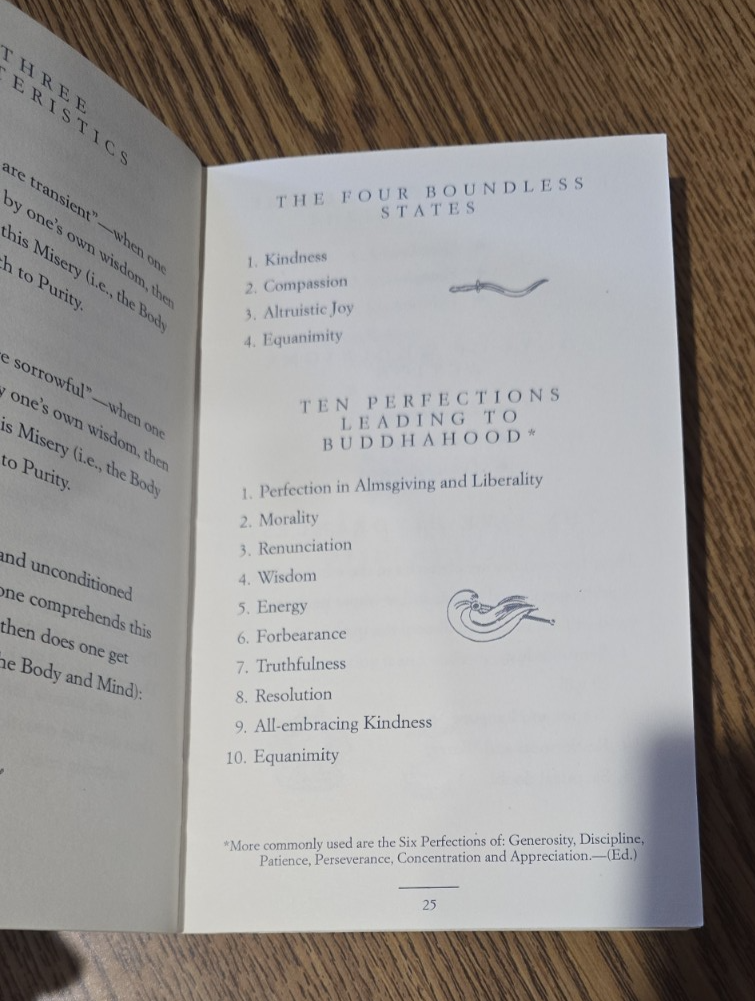 THREE
TERISTICS
are transient”—when one
by one’s own wisdom, then
this Misery (i.e., the Body
to Purity.
sorrowful”—when one
one’s own wisdom, then
Misery (i.e., the Body
to Purity.
and unconditioned
one comprehends this
then does one get
Body and Mind):
THE FOUR BOUNDLESS
STATES
1. Kindness
2. Compassion
3. Altruistic Joy
4. Equanimity
TEN PERFECTIONS
LEADING TO
BUDDHAHOOD*
1. Perfection in Almsgiving and Liberality
2. Morality
3. Renunciation
4. Wisdom
5. Energy
6. Forbearance
7. Truthfulness
8. Resolution
9. All-embracing Kindness
10. Equanimity
*More commonly used are the Six Perfections of: Generosity, Discipline,
Patience, Perseverance, Concentration and Appreciation.—(Ed.)
25